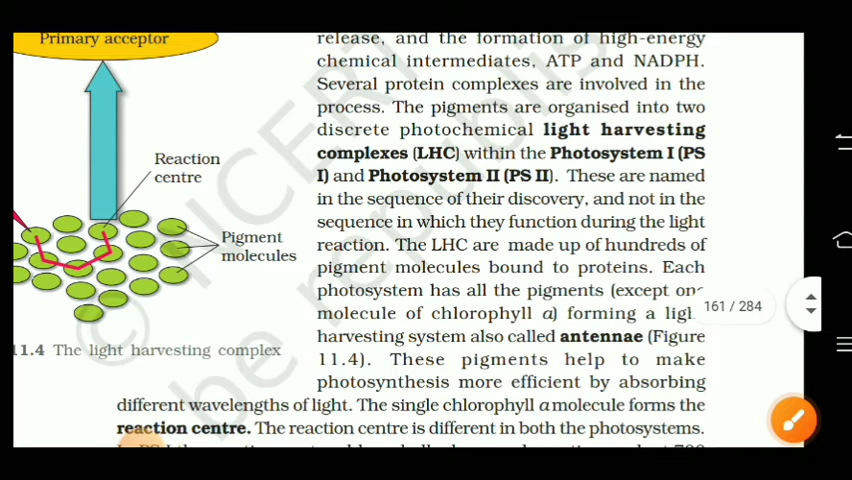 Primary acceptor
Reaction
centre
Pigment
molecules
11.4 The light harvesting complex
release, and the formation of high-energy
chemical intermediates, ATP and NADPH.
Several protein complexes are involved in the
process. The pigments are organised into two
discrete photochemical light harvesting
complexes (LHC) within the Photosystem I (PS
I) and Photosystem II (PS II). These are named
in the sequence of their discovery, and not in the
sequence in which they function during the light
reaction. The LHC are made up of hundreds of
pigment molecules bound to proteins. Each
photosystem has all the pigments (except one
molecule of chlorophyll a) forming a light
harvesting system also called antennae (Figure
11.4). These pigments help to make
photosynthesis more efficient by absorbing
different wavelengths of light. The single chlorophyll a molecule forms the
reaction centre. The reaction centre is different in both the photosystems.
161 / 284
© NCERT
be republis